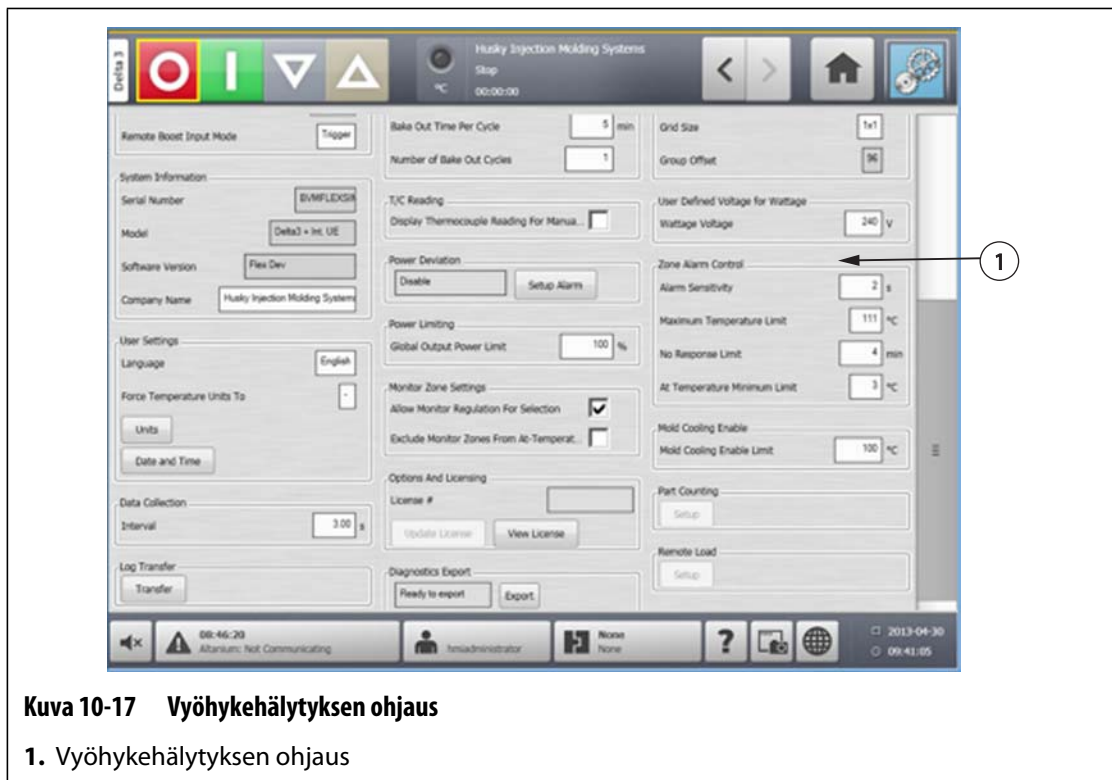 Delta 3
Husky Injection Molding Systems
Stop
°C
00:00:00
Remote Boost Input Mode
Trigger
System Information
Serial Number
Model
Delta3 + Int. UE
Software Version
Flex Dev
Company Name
Husky Injection Molding Systems
User Settings
Language
English
Force Temperature Units To
-
Units
Date and Time
Data Collection
Interval
3.00 s
Log Transfer
Transfer
Bake Out Time Per Cycle
5 min
Number of Bake Out Cycles
1
T/C Reading
Display Thermocouple Reading For Manua...
Power Deviation
Disable
Setup Alarm
Power Limiting
Global Output Power Limit
100 %
Monitor Zone Settings
Allow Monitor Regulation For Selection
Exclude Monitor Zones From At-Temperat...
Options And Licensing
License #
Update License
View License
Diagnostics Export
Ready to export
Export
Grid Size
1x1
Group Offset
96
User Defined Voltage for Wattage
Wattage Voltage
240 V
Zone Alarm Control
Alarm Sensitivity
2 s
Maximum Temperature Limit
111 °C
No Response Limit
4 min
At Temperature Minimum Limit
3 °C
Mold Cooling Enable
Mold Cooling Enable Limit
100 °C
Part Counting
Setup
Remote Load
Setup
1
08:46:20
Altanium: Not Communicating
hmiadministrator
None
None
?
2013-04-30
09:41:05
Kuva 10-17 Vyöhykehälytyksen ohjaus
1. Vyöhykehälytyksen ohjaus